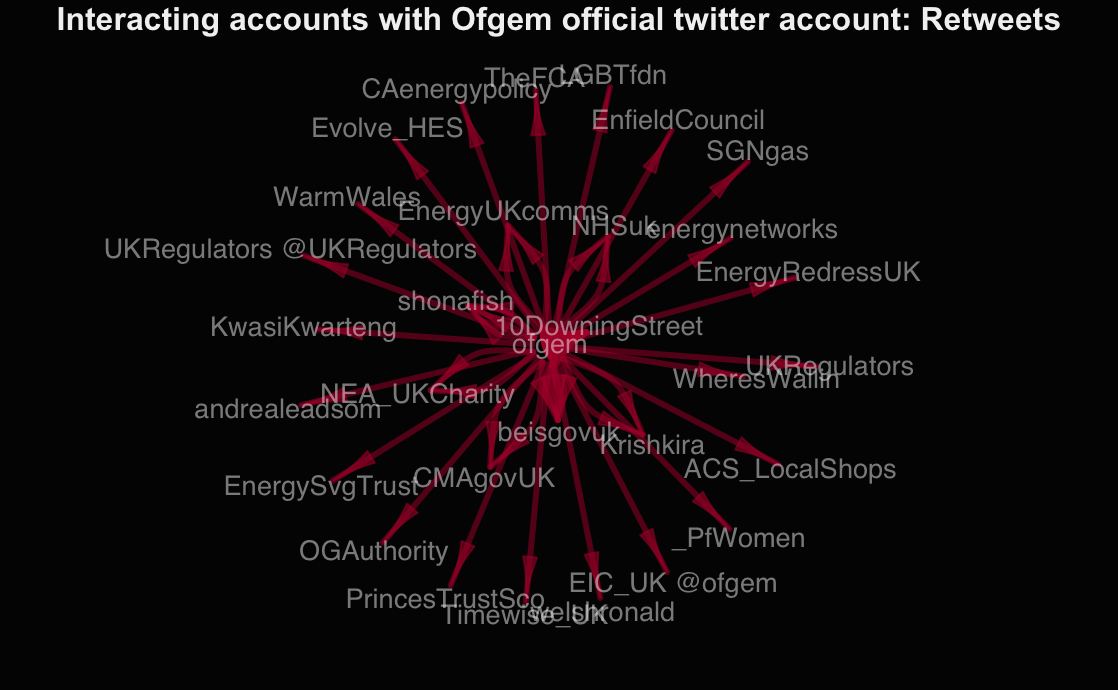 Interacting accounts with Ofgem official twitter account: Retweets
TheFCA
LGBTfdn
CAenergypolicy
EnfieldCouncil
Evolve_HES
SGNgas
WarmWales
EnergyUKcomms
NHSuk
energynetworks
UKRegulators @UKRegulators
EnergyRedressUK
shonafish
KwasiKwarteng
10DowningStreet
ofgem
UKRegulators
WheresWallin
NEA_UKCharity
andrealeadsom
beisgovuk
Krishkira
ACS_LocalShops
CMAgovUK
EnergySvgTrust
_PfWomen
OGAuthority
EIC_UK @ofgem
PrincesTrustSco
Timewise_UK
welshronald